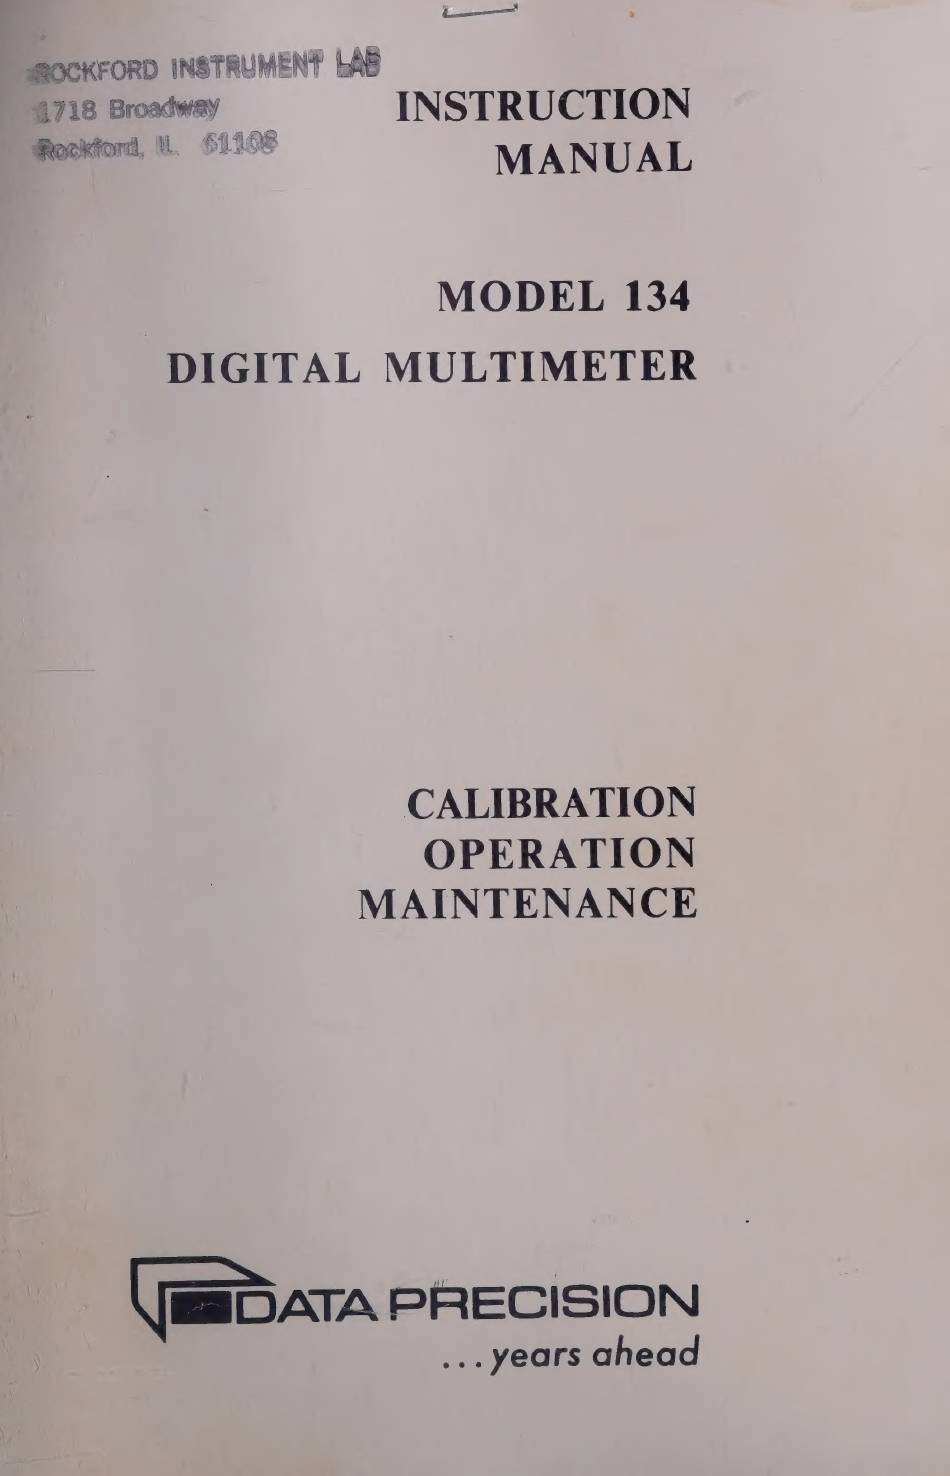 ROCKFORD INSTRUMENT LAB
1718 Broadway
Rockford, IL 61108
INSTRUCTION
MANUAL
MODEL 134
DIGITAL MULTIMETER
CALIBRATION
OPERATION
MAINTENANCE
DATA PRECISION
...years ahead